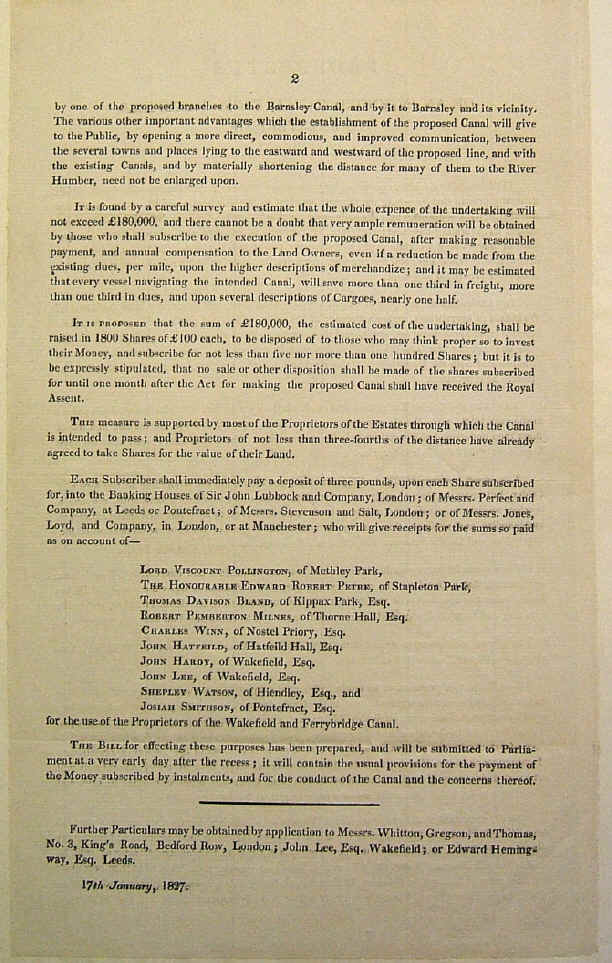 2
by one of the proposed branches to the Barnsley Canal, and by it to Barnsley and its vicinity.
The various other important advantages which the establishment of the proposed Canal will give
to the Public, by opening a more direct, commodious, and improved communication, between
the several towns and places lying to the eastward and westward of the proposed line, and with
the existing Canals, and by materially shortening the distance for many of them to the River
Humber, need not be enlarged upon.
IT is found by a careful survey and estimate that the whole expence of the undertaking will
not exceed £180,000, and there cannot be a doubt that very ample remuneration will be obtained
by those who shall subscribe to the execution of the proposed Canal, after making reasonable
payment, and annual compensation to the Land Owners, even if a reduction be made from the
existing dues, per mile, upon the higher descriptions of merchandize; and it may be estimated
that every vessel navigating the intended Canal, will save more than one third in freight, more
than one third in dues, and upon several descriptions of Cargoes, nearly one half.
IT IS PROPOSED that the sum of £180,000, the estimated cost of the undertaking, shall be
raised in 1800 Shares of £100 each, to be disposed of to those who may think proper so to invest
their Money, and subscribe for not less than five nor more than one hundred Shares; but it is to
be expressly stipulated, that no sale or other disposition shall be made of the shares subscribed
for until one month after the Act for making the proposed Canal shall have received the Royal
Assent.
THIS measure is supported by most of the Proprietors of the Estates through which the Canal
is intended to pass; and Proprietors of not less than three-fourths of the distance have already
agreed to take Shares for the value of their Land.
EACH Subscriber shall immediately pay a deposit of three pounds, upon each Share subscribed
for, into the Banking Houses of Sir John Lubbock and Company, London; of Messrs. Perfect and
Company, at Leeds or Pontefract; of Messrs. Stevenson and Salt, London; or of Messrs. Jones,
Loyd, and Company, in London, or at Manchester; who will give receipts for the sums so paid
as on account of—
LORD VISCOUNT POLLINGTON, of Methley Park,
THE HONOURABLE EDWARD ROBERT PETRE, of Stapleton Park,
THOMAS DAVISON BLAND, of Kippax Park, Esq.
ROBERT PEMBERTON MILNES, of Thorne Hall, Esq.
CHARLES WINN, of Nostel Priory, Esq.
JOHN HATFEILD, of Hatfeild Hall, Esq.
JOHN HARDY, of Wakefield, Esq.
JOHN LEE, of Wakefield, Esq.
SHEPLEY WATSON, of Hiendley, Esq., and
JOSIAH SMITHSON, of Pontefract, Esq.
for the use of the Proprietors of the Wakefield and Ferrybridge Canal.
THE BILL for effecting these purposes has been prepared, and will be submitted to Parlia-
ment at a very early day after the recess; it will contain the usual provisions for the payment of
the Money subscribed by instalments, and for the conduct of the Canal and the concerns thereof.
Further Particulars may be obtained by application to Messrs. Whitton, Gregson, and Thomas,
No. 3, King's Road, Bedford Row, London; John Lee, Esq. Wakefield; or Edward Heming-
way, Esq. Leeds.
17th January, 1827.